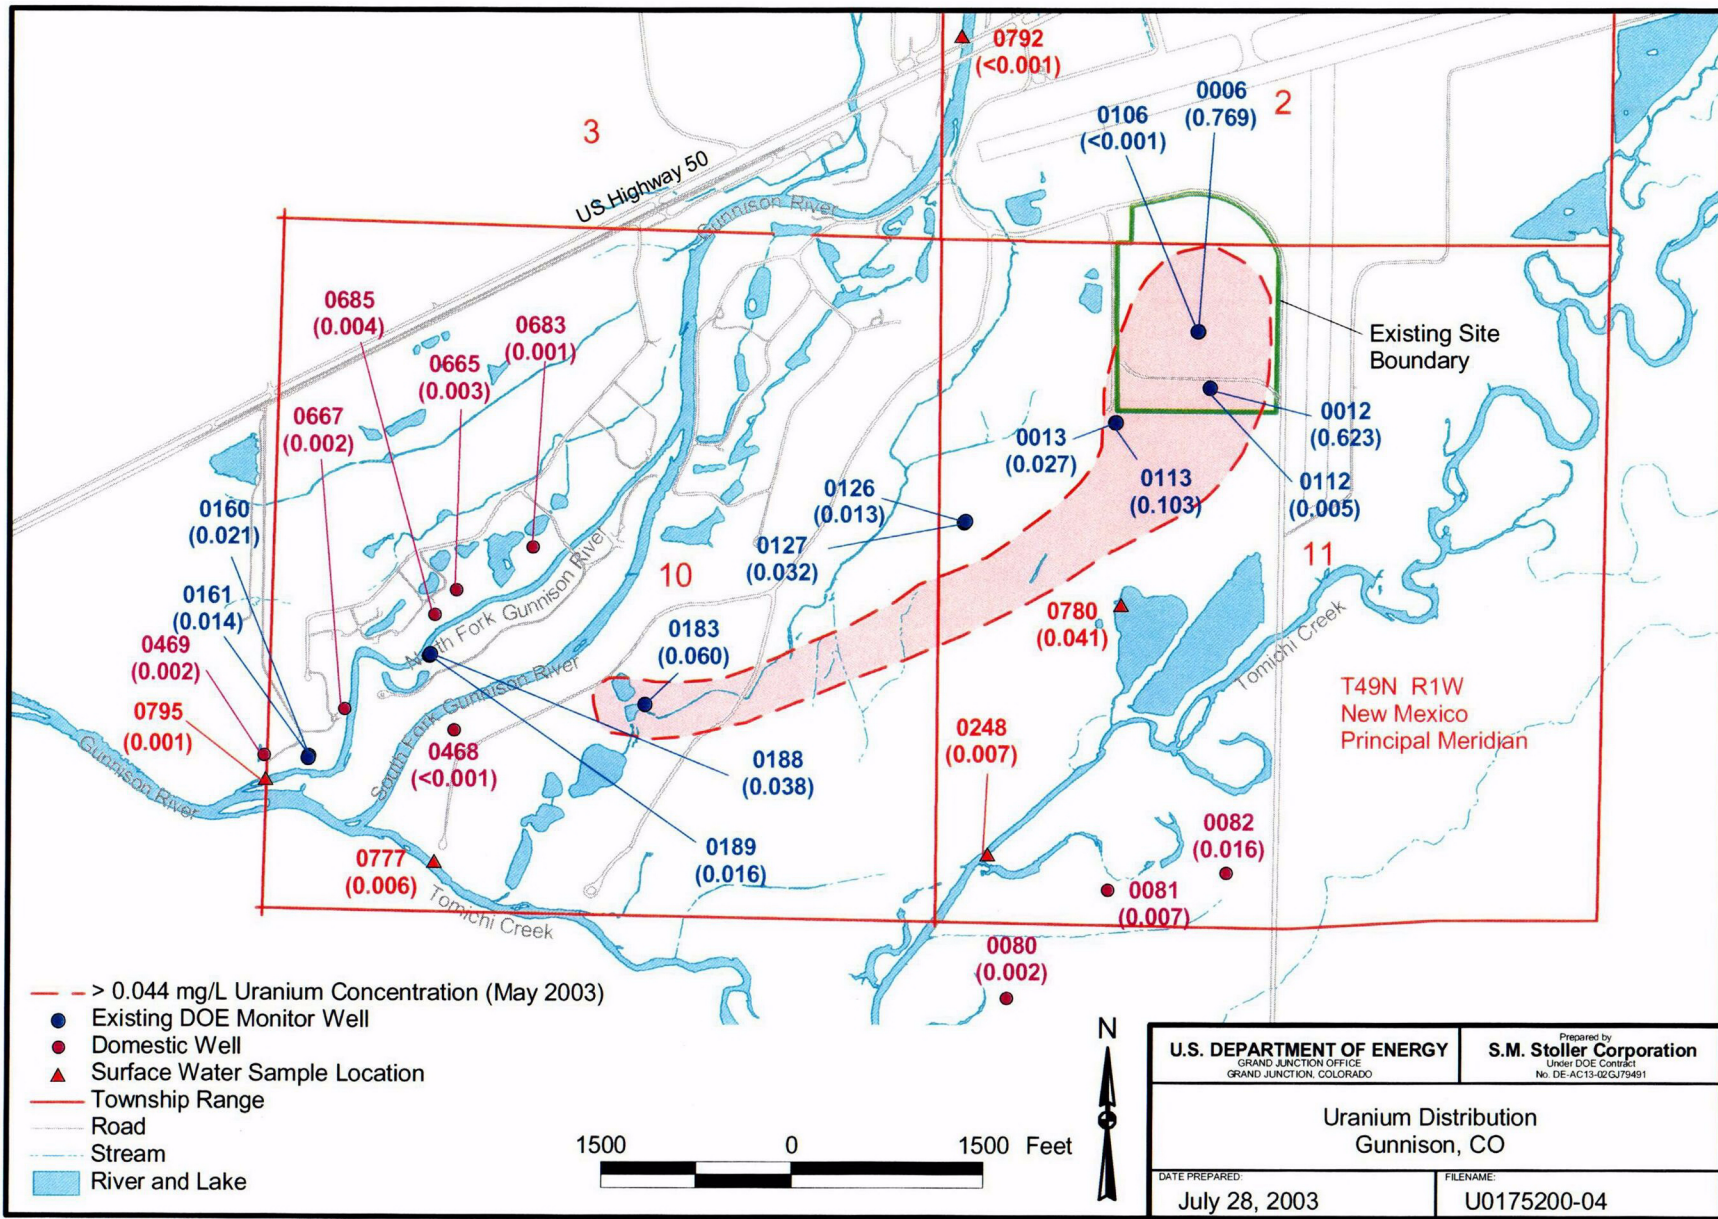 0792
(<0.001)
0006
(0.769)
2
0106
(<0.001)
3
US Highway 50
Gunnison River
0685
(0.004)
0683
(0.001)
0665
(0.003)
Existing Site
Boundary
0667
(0.002)
0012
(0.623)
0013
(0.027)
0113
(0.103)
0112
(0.005)
0126
(0.013)
0160
(0.021)
0127
(0.032)
10
11
0161
(0.014)
North Fork Gunnison River
0780
(0.041)
Tomichi Creek
0183
(0.060)
0469
(0.002)
South Fork Gunnison River
T49N R1W
New Mexico
Principal Meridian
0795
(0.001)
Gunnison River
0468
(<0.001)
0248
(0.007)
0188
(0.038)
0777
(0.006)
0189
(0.016)
0082
(0.016)
0081
(0.007)
Tomichi Creek
0080
(0.002)
> 0.044 mg/L Uranium Concentration (May 2003)
Existing DOE Monitor Well
Domestic Well
Surface Water Sample Location
Township Range
Road
Stream
River and Lake
1500 0 1500 Feet
N
U.S. DEPARTMENT OF ENERGY
GRAND JUNCTION OFFICE
GRAND JUNCTION, COLORADO
Prepared by
S.M. Stoller Corporation
Under DOE Contract
No. DE-AC13-02GJ79491
Uranium Distribution
Gunnison, CO
DATE PREPARED:
July 28, 2003
FILENAME:
U0175200-04